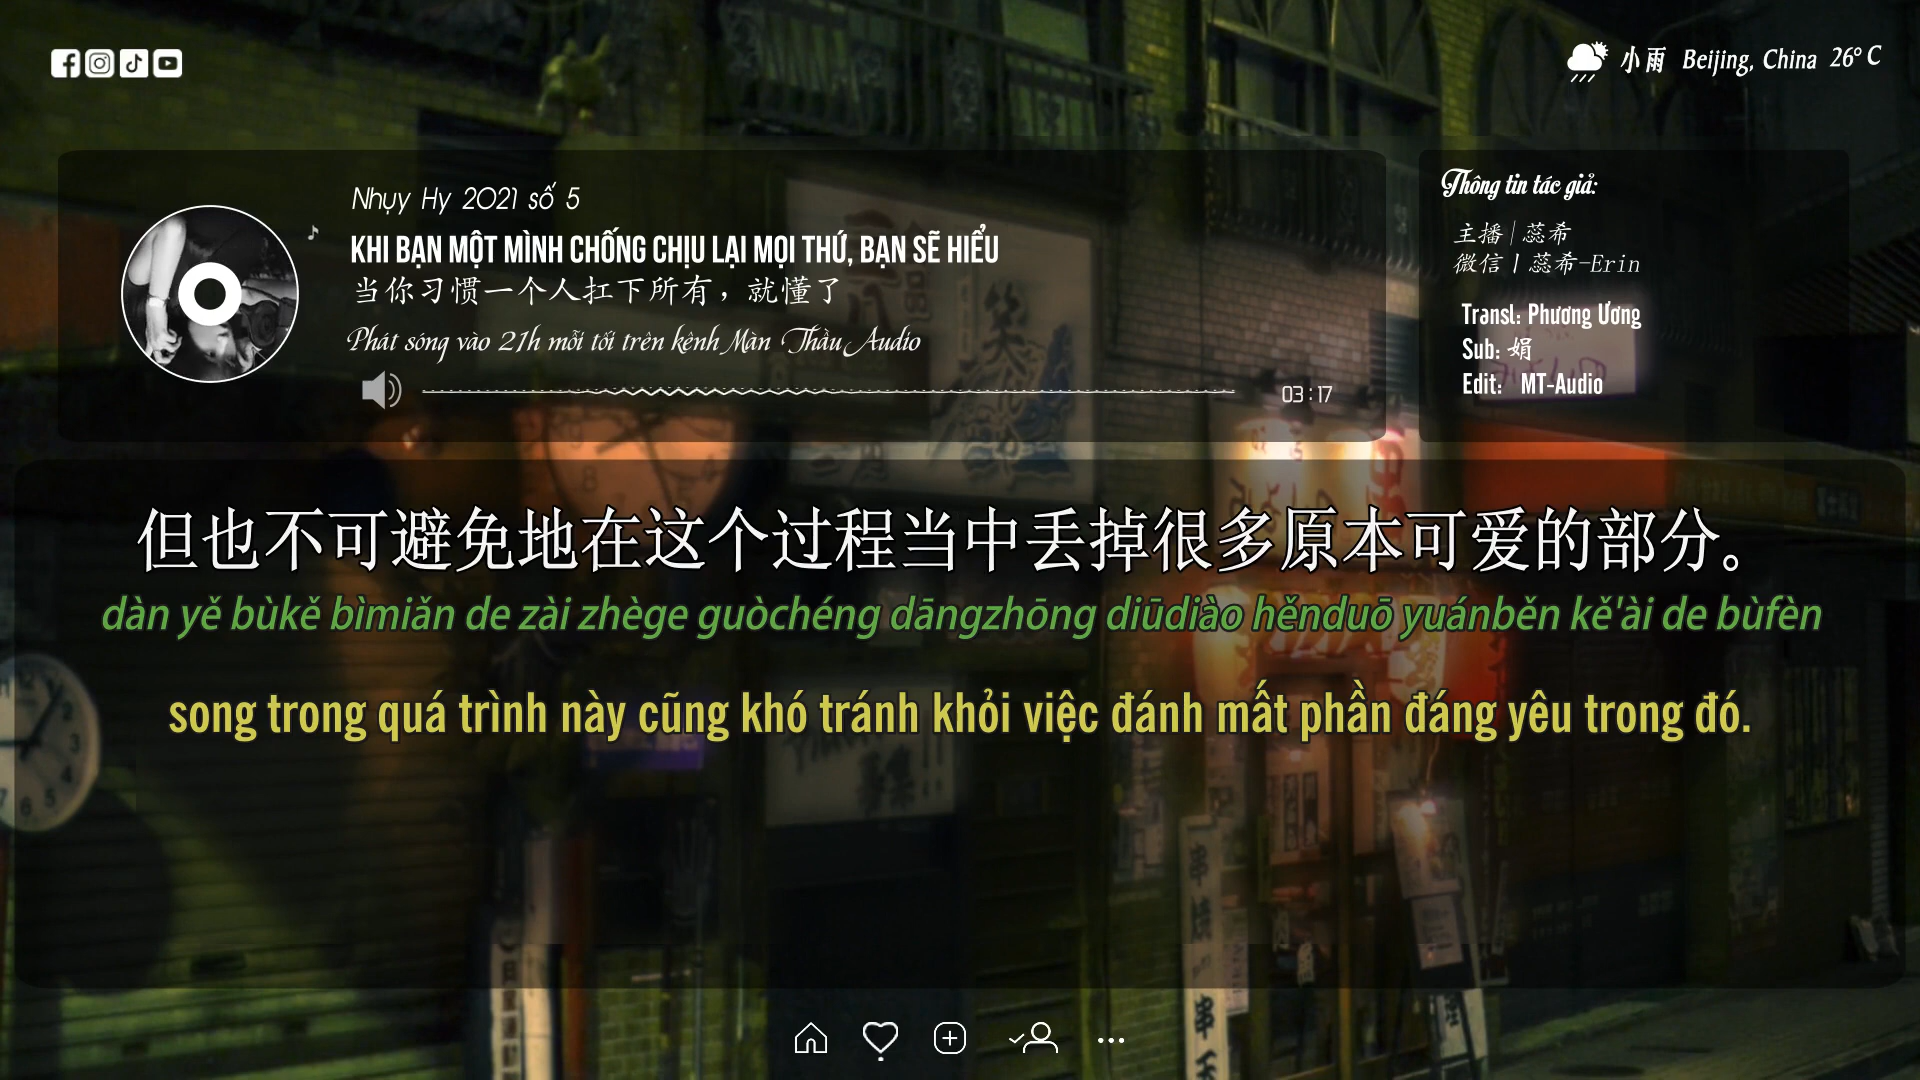 小雨 Beijing, China 26° C
Nhụy Hy 2021 số 5
KHI BẠN MỘT MÌNH CHỐNG CHỊU LẠI MỌI THỨ, BẠN SẼ HIỂU
当你习惯一个人扛下所有，就懂了
Phát sóng vào 21h mỗi tối trên kênh Màn Thầu Audio
03:17
Thông tin tác giả:
主播|蕊希
微信丨蕊希-Erin
Transl: Phương Ương
Sub: 娟
Edit: MT-Audio
但也不可避免地在这个过程当中丢掉很多原本可爱的部分。
dàn yě bùkě bìmiǎn de zài zhège guòchéng dāngzhōng diūdiào hěnduō yuánběn kě'ài de bùfèn
song trong quá trình này cũng khó tránh khỏi việc đánh mất phần đáng yêu trong đó.